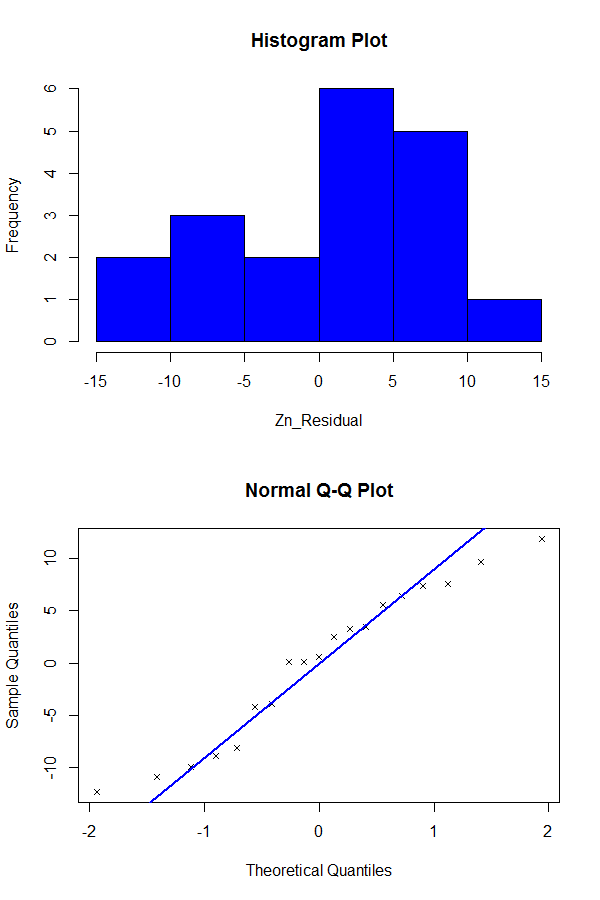 Histogram Plot
Frequency
0 1 2 3 4 5 6
-15 -10 -5 0 5 10 15
Zn_Residual
Normal Q-Q Plot
Sample Quantiles
-10 -5 0 5 10
-2 -1 0 1 2
Theoretical Quantiles